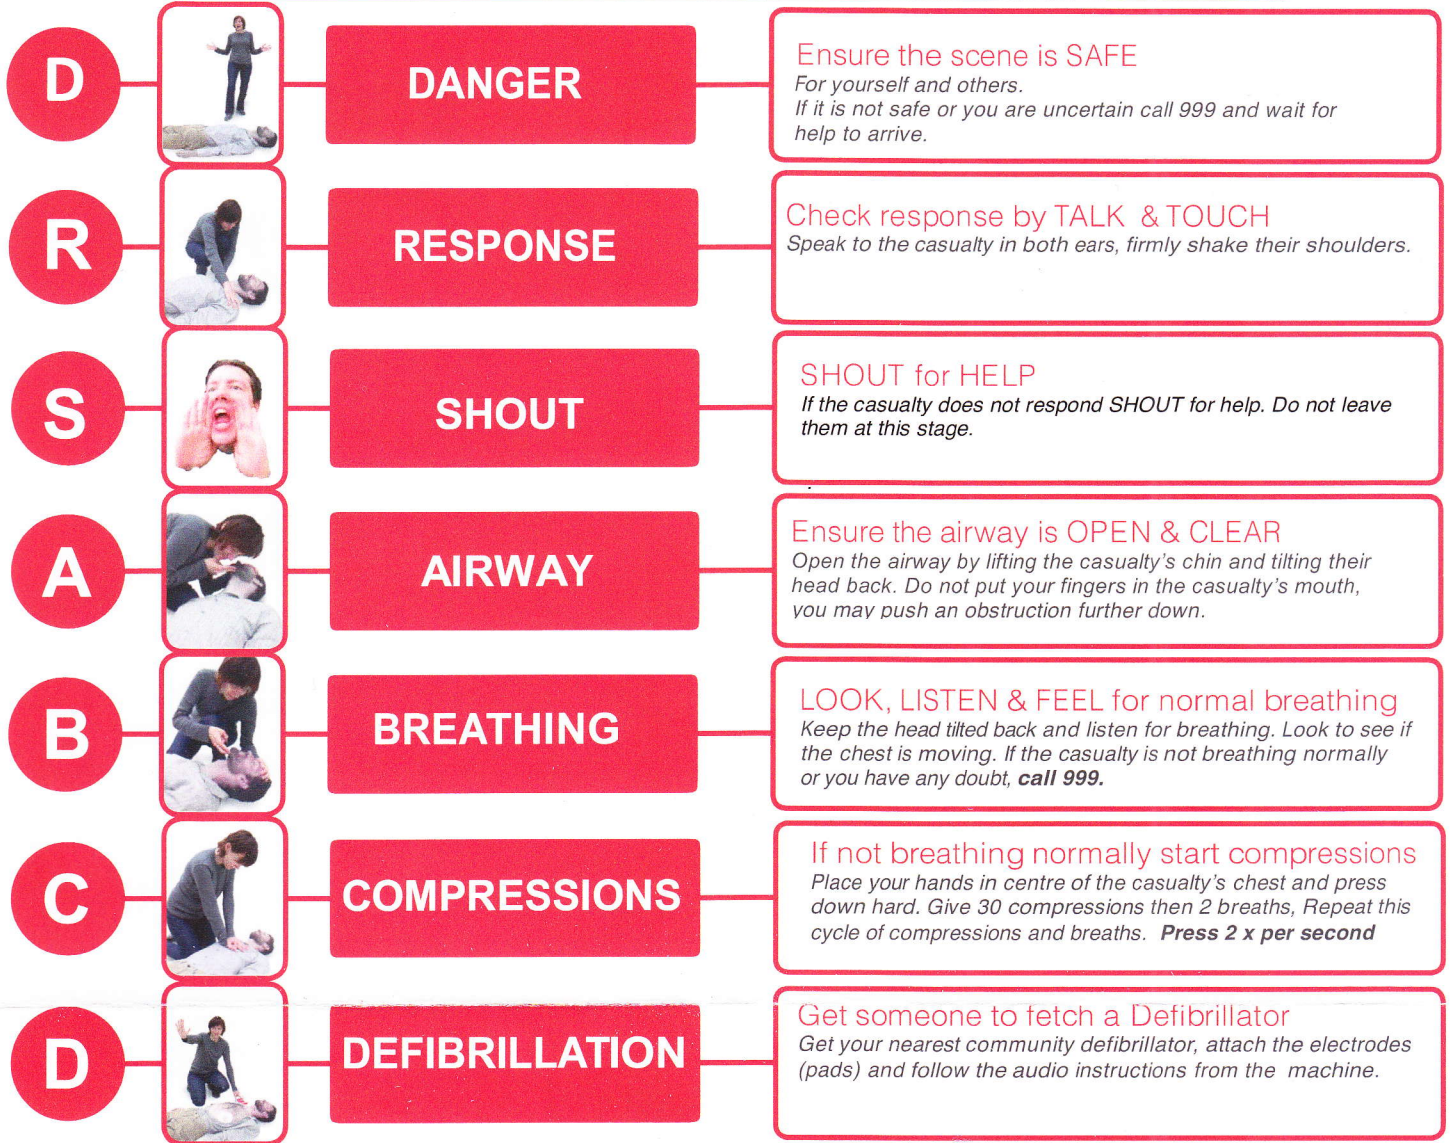 D
DANGER
Ensure the scene is SAFE
For yourself and others.
If it is not safe or you are uncertain call 999 and wait for
help to arrive.
R
RESPONSE
Check response by TALK & TOUCH
Speak to the casualty in both ears, firmly shake their shoulders.
S
SHOUT
SHOUT for HELP
If the casualty does not respond SHOUT for help. Do not leave
them at this stage.
A
AIRWAY
Ensure the airway is OPEN & CLEAR
Open the airway by lifting the casualty's chin and tilting their
head back. Do not put your fingers in the casualty's mouth,
you may push an obstruction further down.
B
BREATHING
LOOK, LISTEN & FEEL for normal breathing
Keep the head tilted back and listen for breathing. Look to see if
the chest is moving. If the casualty is not breathing normally
or you have any doubt, call 999.
C
COMPRESSIONS
If not breathing normally start compressions
Place your hands in centre of the casualty's chest and press
down hard. Give 30 compressions then 2 breaths, Repeat this
cycle of compressions and breaths. Press 2 x per second
D
DEFIBRILLATION
Get someone to fetch a Defibrillator
Get your nearest community defibrillator, attach the electrodes
(pads) and follow the audio instructions from the machine.